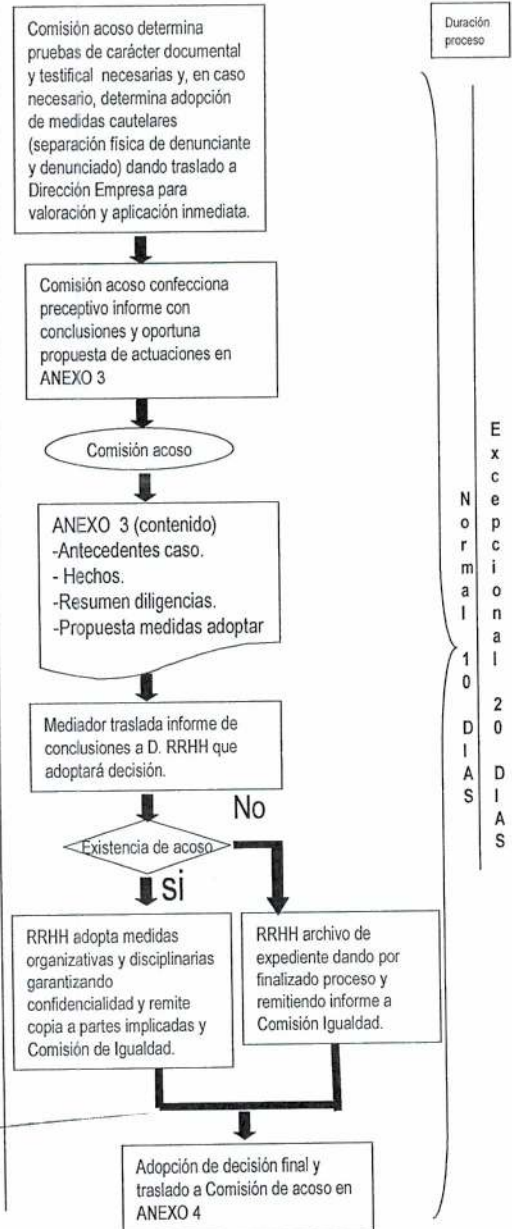 Comisión acoso determina
pruebas de carácter documental
y testifical necesarias y, en caso
necesario, determina adopción
de medidas cautelares
(separación física de denunciante
y denunciado) dando traslado a
Dirección Empresa para
valoración y aplicación inmediata.
Duración
proceso
Comisión acoso confecciona
preceptivo informe con
conclusiones y oportuna
propuesta de actuaciones en
ANEXO 3
Comisión acoso
ANEXO 3 (contenido)
-Antecedentes caso.
- Hechos.
-Resumen diligencias.
-Propuesta medidas adoptar
Mediador traslada informe de
conclusiones a D. RRHH que
adoptará decisión.
No
Existencia de acoso
si
RRHH adopta medidas
organizativas y disciplinarias
garantizando
confidencialidad y remite
copia a partes implicadas y
Comisión de Igualdad.
RRHH archivo de
expediente dando por
finalizado proceso y
remitiendo informe a
Comisión Igualdad.
Adopción de decisión final y
traslado a Comisión de acoso en
ANEXO 4
Normal 10 DIAS
Excepcional 20 DIAS